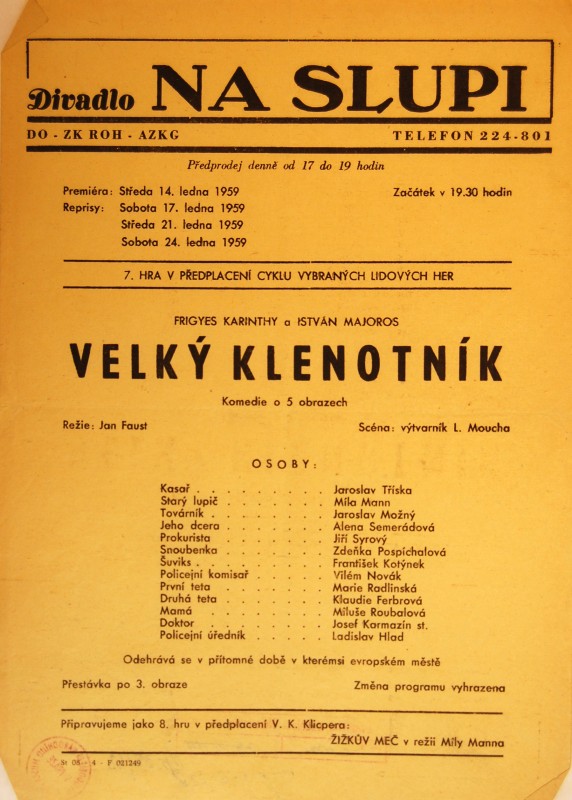 Divadlo NA SLUPI
DO - ZK ROH - AZKG TELEFON 224-801
Předprodej denně od 17 do 19 hodin
Premiéra: Středa 14. ledna 1959 Začátek v 19.30 hodin
Reprisy: Sobota 17. ledna 1959
Středa 21. ledna 1959
Sobota 24. ledna 1959
7. HRA V PŘEDPLACENÍ CYKLU VYBRANÝCH LIDOVÝCH HER
FRIGYES KARINTHY a ISTVÁN MAJOROS
VELKÝ KLENOTNÍK
Komedie o 5 obrazech
Režie: Jan Faust Scéna: výtvarník L. Moucha
OSOBY:
Kasař . . . . . . . . Jaroslav Tříska
Starý lupič . . . . . . Míla Mann
Továrník . . . . . . . Jaroslav Možný
Jeho dcera . . . . . . Alena Semerádová
Prokurista . . . . . . Jiří Syrový
Snoubenka . . . . . . Zdeňka Pospíchalová
Šuviks . . . . . . . . František Kotýnek
Policejní komisař . . . . . Vilém Novák
První teta . . . . . . Marie Radlinská
Druhá teta . . . . . . Klaudie Ferbrová
Mamá . . . . . . . Miluše Roubalová
Doktor . . . . . . . Josef Karmazín st.
Policejní úředník . . . . . Ladislav Hlad
Odehrává se v přítomné době v kterémsi evropském městě
Přestávka po 3. obraze Změna programu vyhrazena
Připravujeme jako 8. hru v předplacení V. K. Klicpera:
ŽIŽKŮV MEČ v režii Míly Manna
4 - F 021249